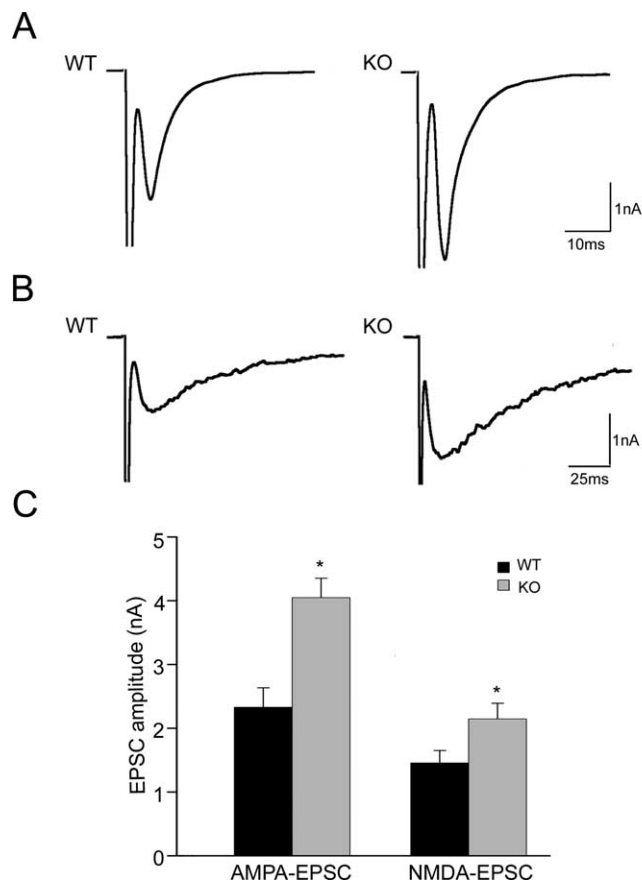 A
WT
KO
1nA
10ms
B
WT
KO
1nA
25ms
C
EPSC amplitude (nA)
5
4
3
2
1
0
*
*
WT
KO
AMPA-EPSC
NMDA-EPSC